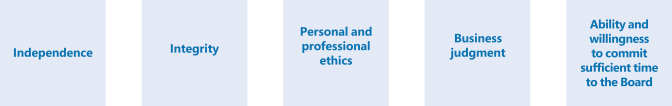 Independence
Integrity
Personal and
professional
ethics
Business
judgment
Ability and
willingness
to commit
sufficient time
to the Board